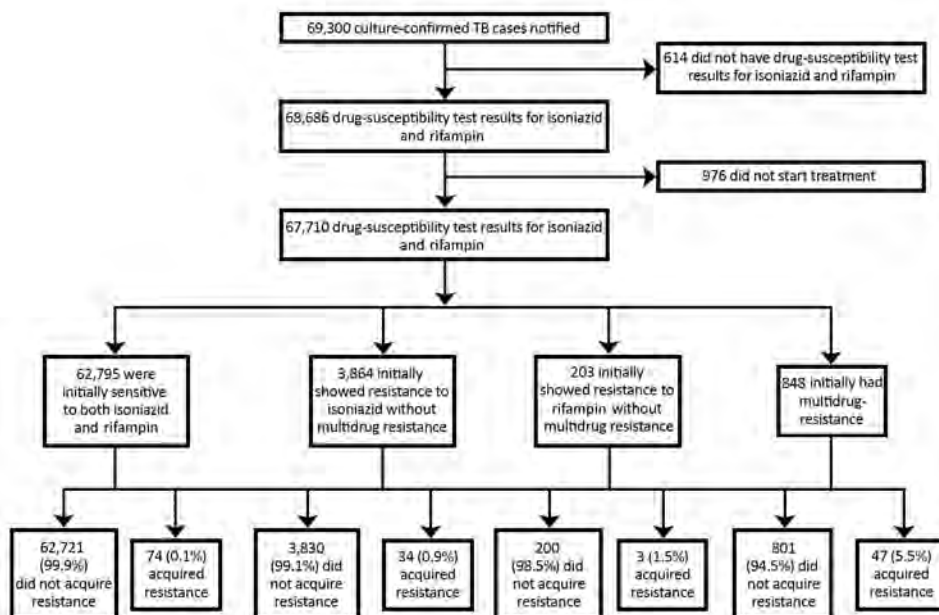 69,300 culture-confirmed TB cases notified
614 did not have drug-susceptibility test
results for isoniazid and rifampin
68,686 drug-susceptibility test results for isoniazid
and rifampin
976 did not start treatment
67,710 drug-susceptibility test results for isoniazid
and rifampin
62,795 were
initially sensitive
to both isoniazid
and rifampin
3,864 initially
showed resistance to
isoniazid without
multidrug resistance
203 initially
showed resistance to
rifampin without
multidrug resistance
848 initially had
multidrug-
resistance
62,721
(99.9%)
did not acquire
resistance
74 (0.1%)
acquired
resistance
3,830
(99.1%) did
not acquire
resistance
34 (0.9%)
acquired
resistance
200
(98.5%) did
not acquire
resistance
3 (1.5%)
acquired
resistance
801
(94.5%) did
not acquire
resistance
47 (5.5%)
acquired
resistance